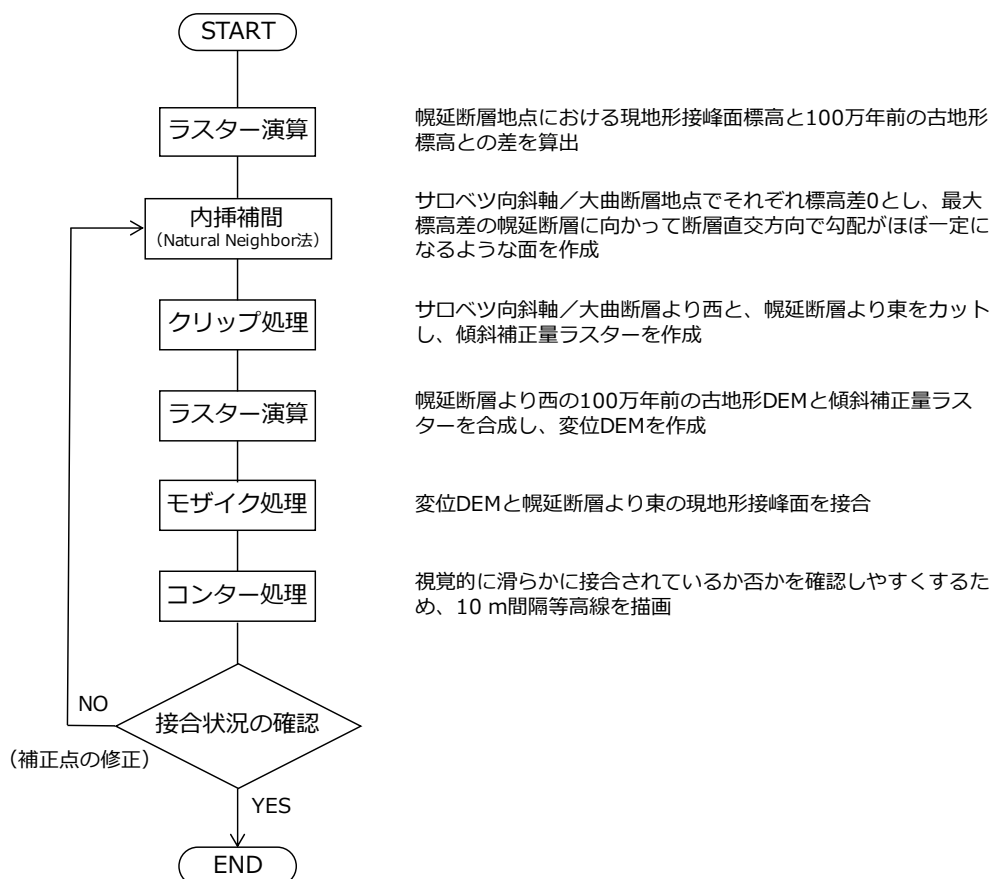 START
ラスター演算
幌延断層地点における現地形接峰面標高と100万年前の古地形
標高との差を算出
内挿補間
（Natural Neighbor法）
サロベツ向斜軸／大曲断層地点でそれぞれ標高差0とし、最大
標高差の幌延断層に向かって断層直交方向で勾配がほぼ一定に
なるような面を作成
クリップ処理
サロベツ向斜軸／大曲断層より西と、幌延断層より東をカット
し、傾斜補正量ラスターを作成
ラスター演算
幌延断層より西の100万年前の古地形DEMと傾斜補正量ラス
ターを合成し、変位DEMを作成
モザイク処理
変位DEMと幌延断層より東の現地形接峰面を接合
コンター処理
視覚的に滑らかに接合されているか否かを確認しやすくするた
め、10 m間隔等高線を描画
NO
接合状況の確認
（補正点の修正）
YES
END